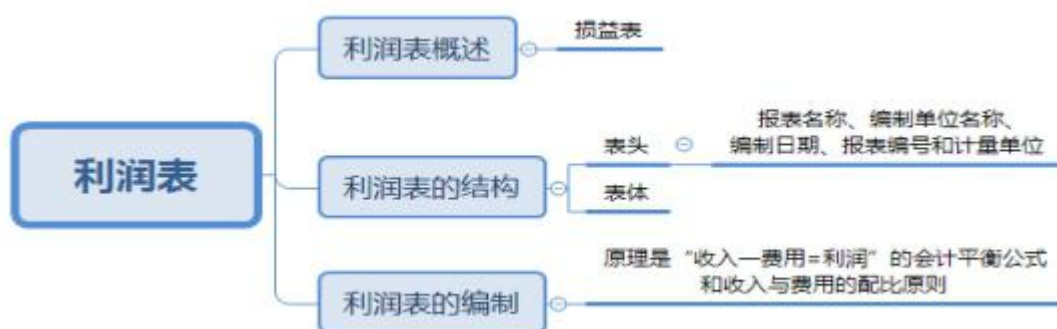 利润表
利润表概述
损益表
利润表的结构
表头
报表名称、编制单位名称、
编制日期、报表编号和计量单位
表体
利润表的编制
原理是“收入—费用=利润”的会计平衡公式
和收入与费用的配比原则